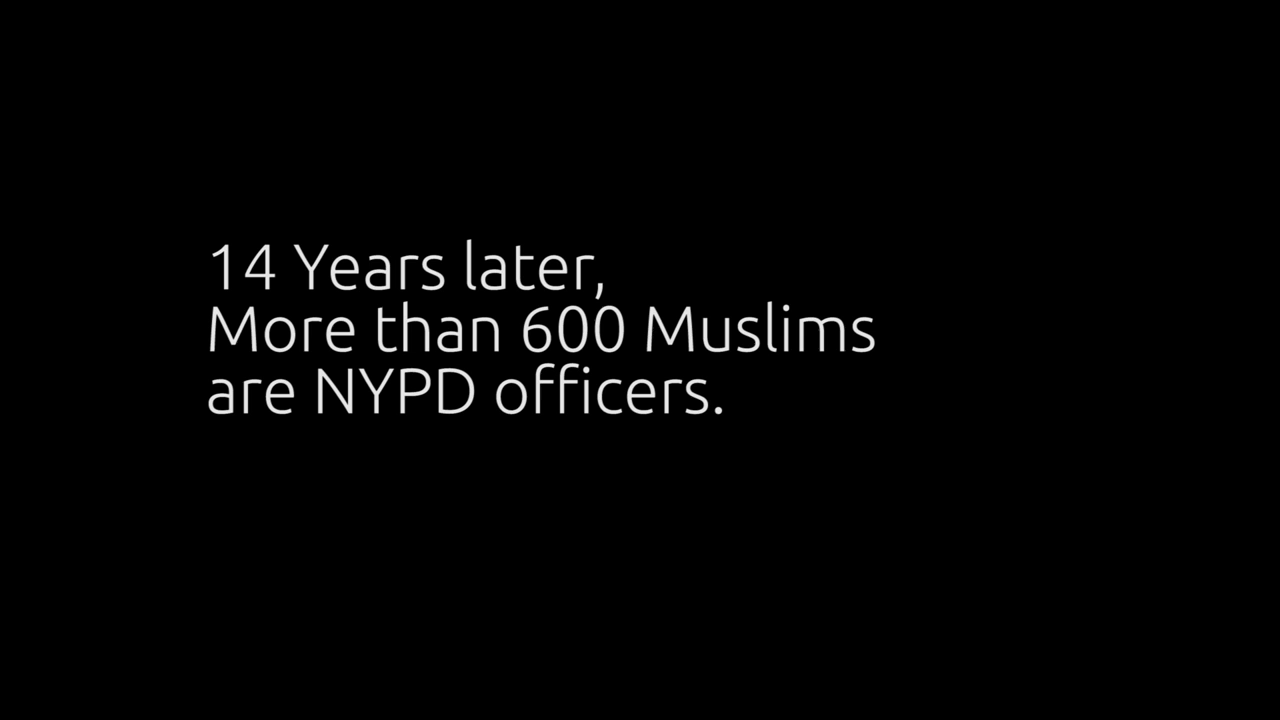 14 Years later,
More than 600 Muslims
are NYPD officers.